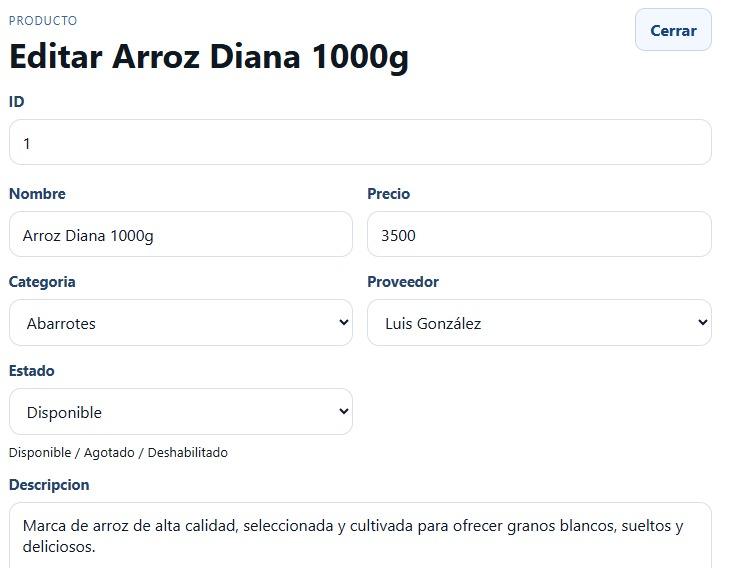 PRODUCTO
Cerrar
Editar Arroz Diana 1000g
ID
1
Nombre
Precio
Arroz Diana 1000g
3500
Categoria
Proveedor
Abarrotes
Luis González
Estado
Disponible
Disponible / Agotado / Deshabilitado
Descripcion
Marca de arroz de alta calidad, seleccionada y cultivada para ofrecer granos blancos, sueltos y
deliciosos.